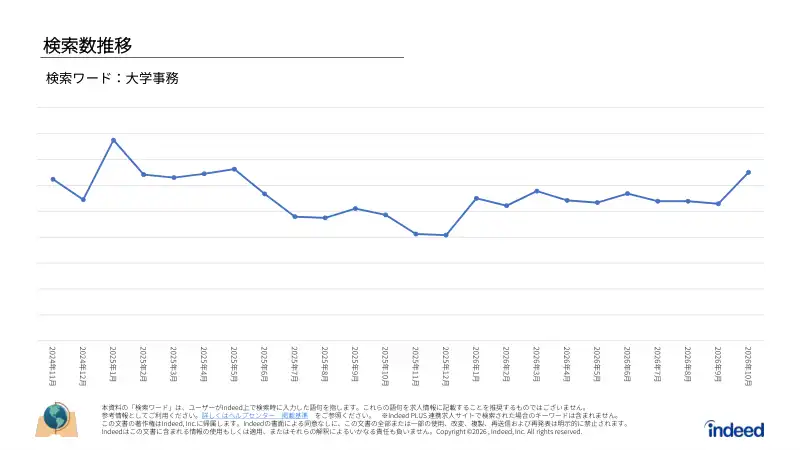 検索数推移
検索ワード：大学事務
2024年11月
2024年12月
2025年1月
2025年2月
2025年3月
2025年4月
2025年5月
2025年6月
2025年7月
2025年8月
2025年9月
2025年10月
2025年11月
2025年12月
2026年1月
2026年2月
2026年3月
2026年4月
2026年5月
2026年6月
2026年7月
2026年8月
2026年9月
2026年10月
本資料の「検索ワード」は、ユーザーがIndeed上で検索時に入力した語句を指します。これらの語句を求人情報に記載することを推奨するものではございません。
参考情報としてご利用ください。詳しくはヘルプセンター　掲載基準　をご参照ください。　※Indeed PLUS 連携求人サイトで検索された場合のキーワードは含まれません。
この文書の著作権はIndeed, Inc.に帰属します。Indeedの書面による同意なしに、この文書の全部または一部の使用、改変、複製、再送信および再発表は明示的に禁止されます。
Indeedはこの文書に含まれる情報の使用もしくは適用、またはそれらの解釈によるいかなる責任も負いません。Copyright ©2026 , Indeed, Inc. All rights reserved.
indeed